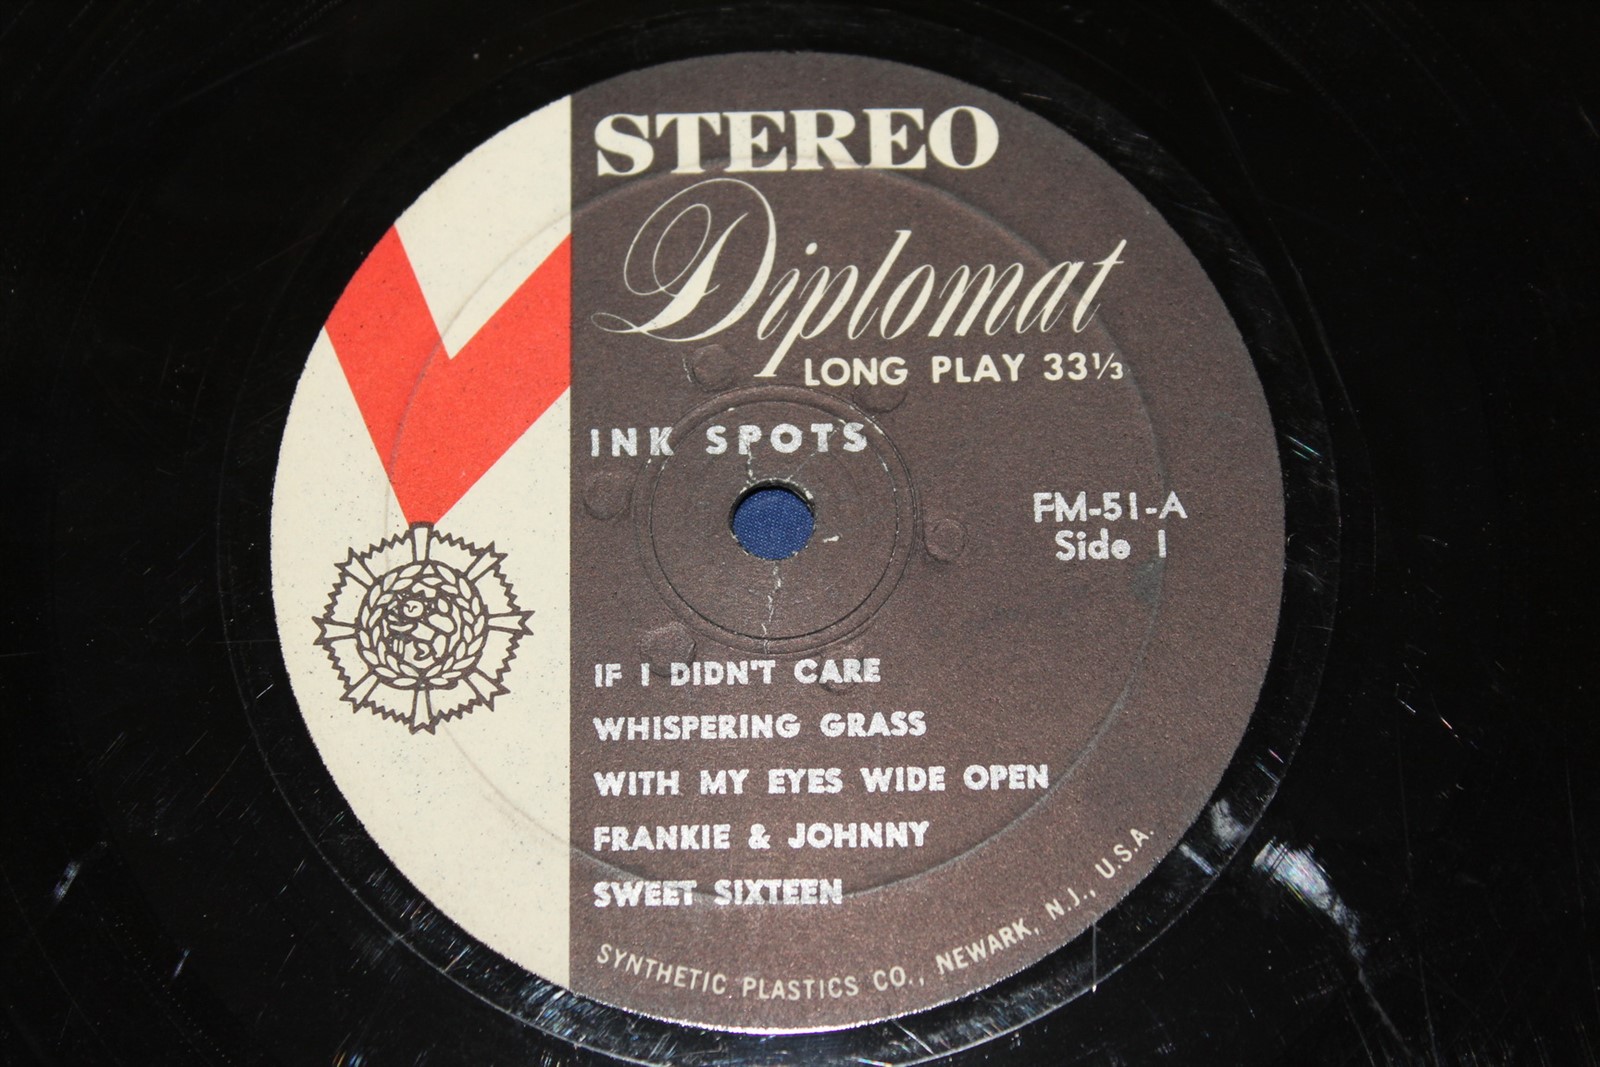 STEREO
Diplomat
LONG PLAY 33⅓
INK SPOTS
FM-51-A
Side 1
IF I DIDN'T CARE
WHISPERING GRASS
WITH MY EYES WIDE OPEN
FRANKIE & JOHNNY
SWEET SIXTEEN
SYNTHETIC PLASTICS CO., NEWARK, N.J., U.S.A.